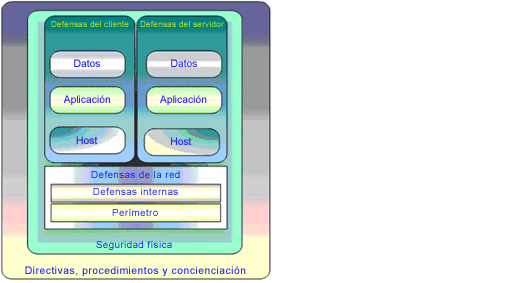 Defensas del cliente
Defensas del servidor
Datos
Datos
Aplicación
Aplicación
Host
Host
Defensas de la red
Defensas internas
Perímetro
Seguridad física
Directivas, procedimientos y concienciación